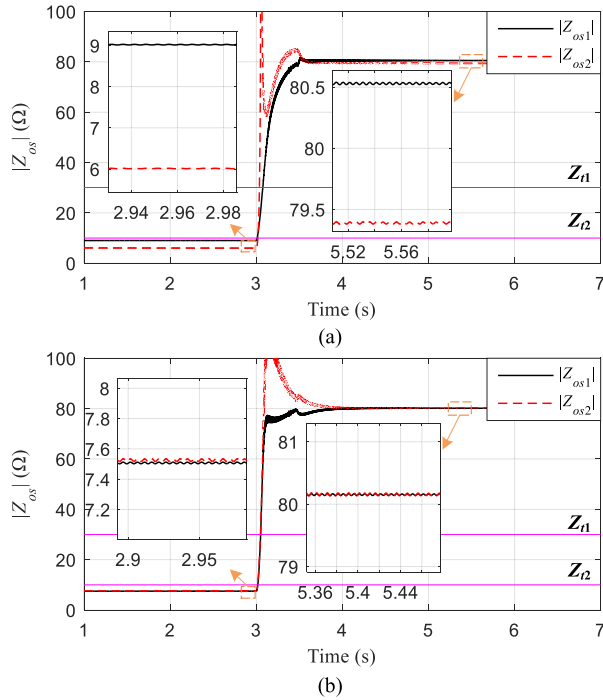 100
80
60
40
20
0
|Zos| (Ω)
9
8
7
6
2.94 2.96 2.98
80.5
80
79.5
5.52 5.56
|Zos1|
|Zos2|
Zt1
Zt2
1 2 3 4 5 6 7
Time (s)
(a)
100
80
60
40
20
0
|Zos| (Ω)
8
7.8
7.6
7.4
7.2
2.9 2.95
81
80
79
5.36 5.4 5.44
|Zos1|
|Zos2|
Zt1
Zt2
1 2 3 4 5 6 7
Time (s)
(b)